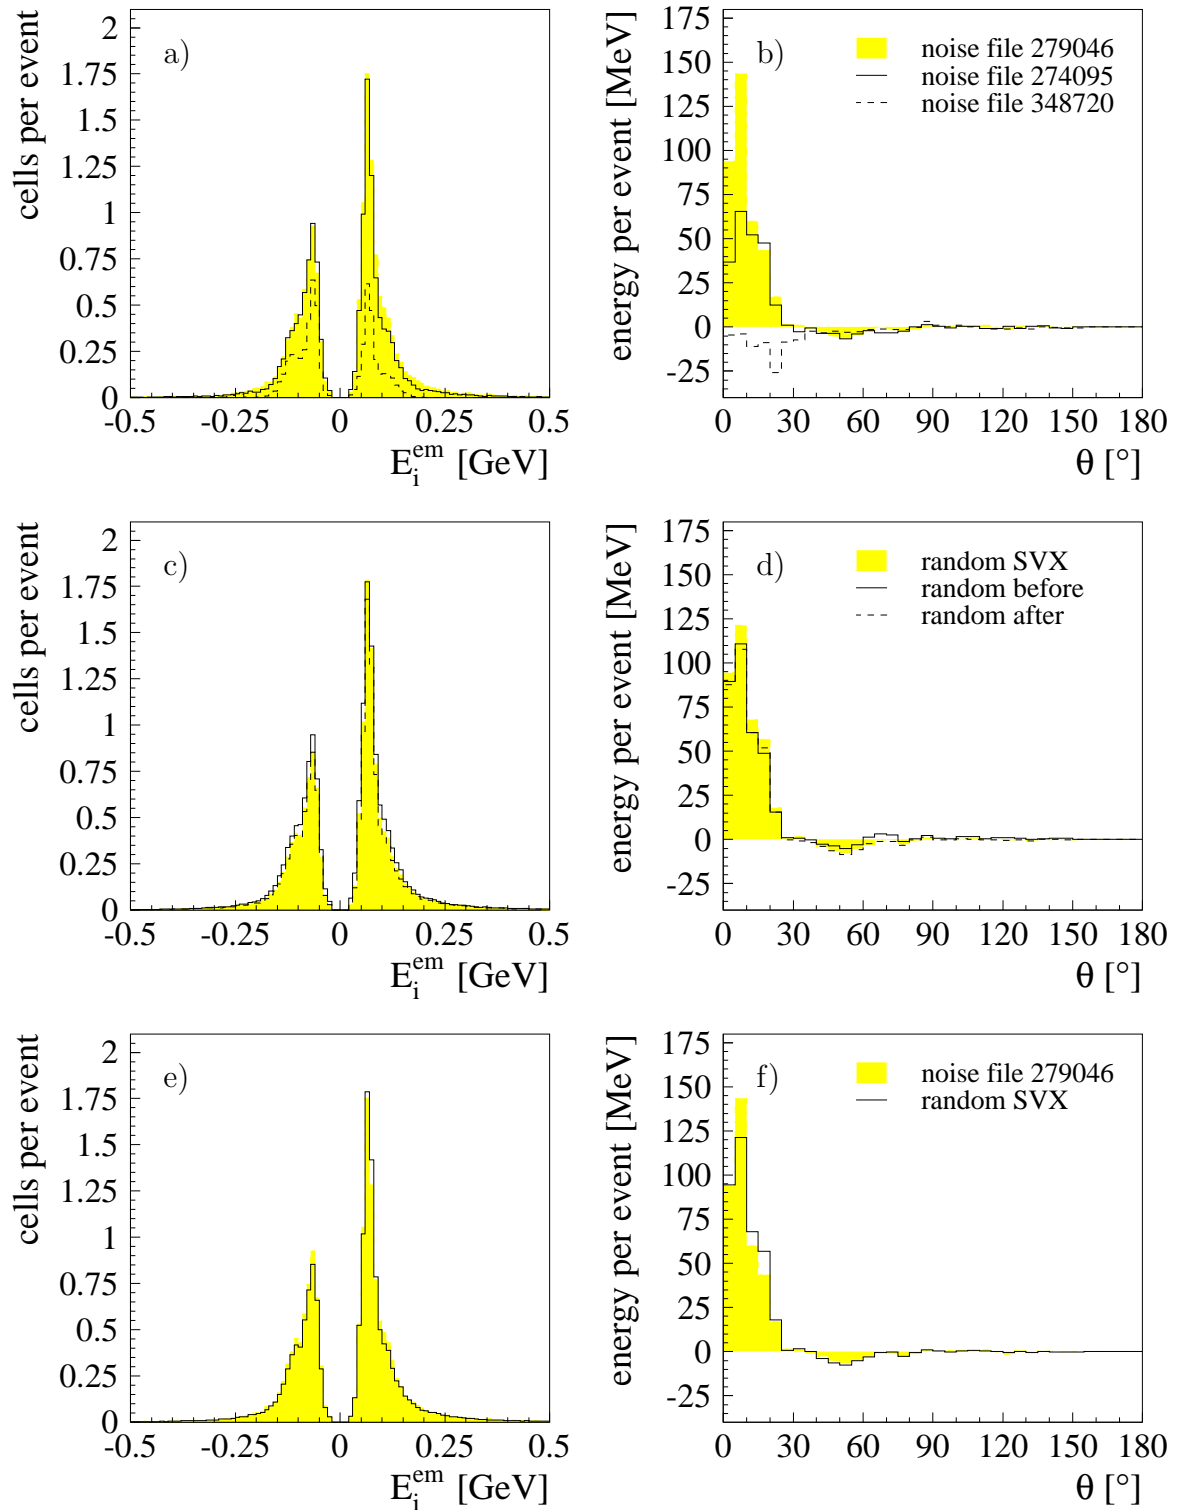 cells per event
a)
2
1.75
1.5
1.25
1
0.75
0.5
0.25
0
-0.5 -0.25 0 0.25 0.5
E_i^em [GeV]
energy per event [MeV]
b)
noise file 279046
noise file 274095
noise file 348720
175
150
125
100
75
50
25
0
-25
0 30 60 90 120 150 180
θ [°]
cells per event
c)
2
1.75
1.5
1.25
1
0.75
0.5
0.25
0
-0.5 -0.25 0 0.25 0.5
E_i^em [GeV]
energy per event [MeV]
d)
random SVX
random before
random after
175
150
125
100
75
50
25
0
-25
0 30 60 90 120 150 180
θ [°]
cells per event
e)
2
1.75
1.5
1.25
1
0.75
0.5
0.25
0
-0.5 -0.25 0 0.25 0.5
E_i^em [GeV]
energy per event [MeV]
f)
noise file 279046
random SVX
175
150
125
100
75
50
25
0
-25
0 30 60 90 120 150 180
θ [°]